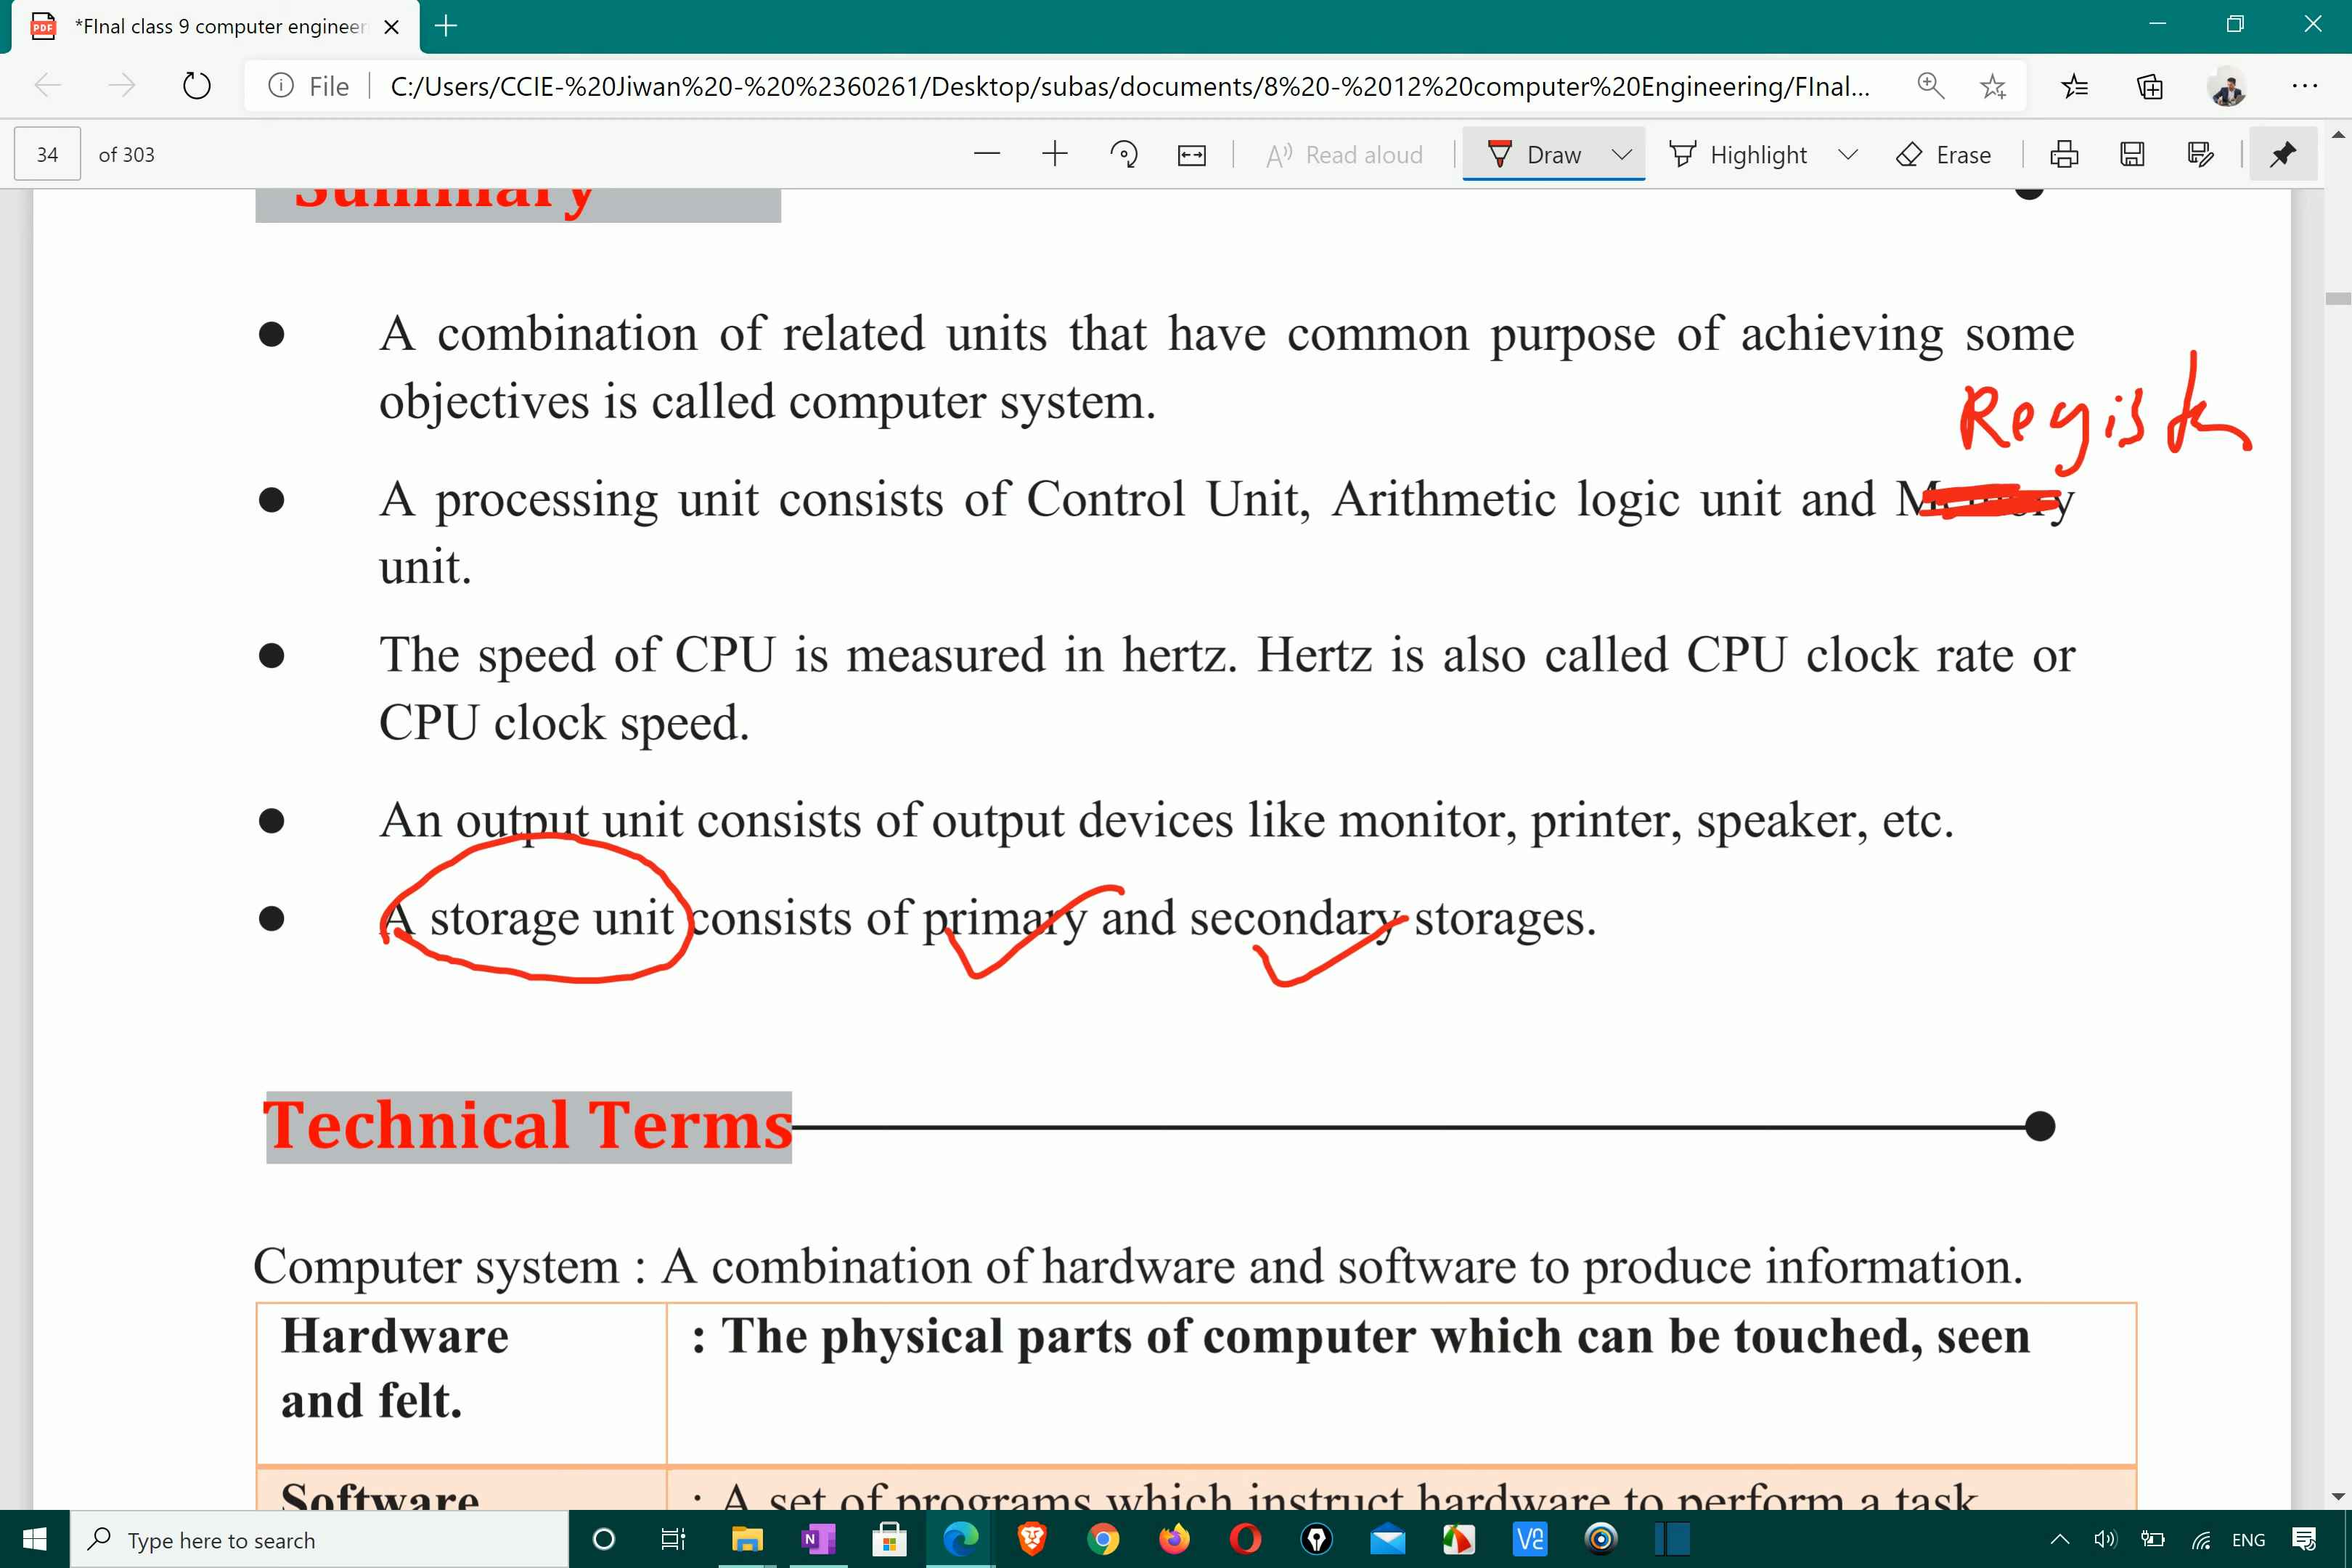 *FInal class 9 computer engineer
File
C:/Users/CCIE-%20Jiwan%20-%20%2360261/Desktop/subas/documents/8%20-%2012%20computer%20Engineering/FInal...
34 of 303
Read aloud
Draw
Highlight
Erase
Summary
● A combination of related units that have common purpose of achieving some
objectives is called computer system.
Register
● A processing unit consists of Control Unit, Arithmetic logic unit and Memory
unit.
● The speed of CPU is measured in hertz. Hertz is also called CPU clock rate or
CPU clock speed.
● An output unit consists of output devices like monitor, printer, speaker, etc.
● A storage unit consists of primary and secondary storages.
Technical Terms
Computer system : A combination of hardware and software to produce information.
Hardware : The physical parts of computer which can be touched, seen
and felt.
Software : A set of programs which instruct hardware to perform a task
Type here to search
ENG